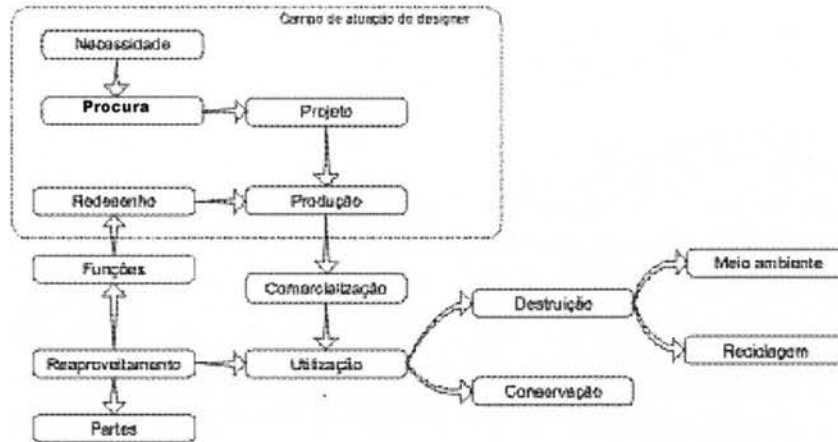 Campo de atuação do designer
Necessidade
Procura
Projeto
Redesenho
Produção
Funções
Comercialização
Meio ambiente
Destruição
Reaproveitamento
Utilização
Reciclagem
Conservação
Partes